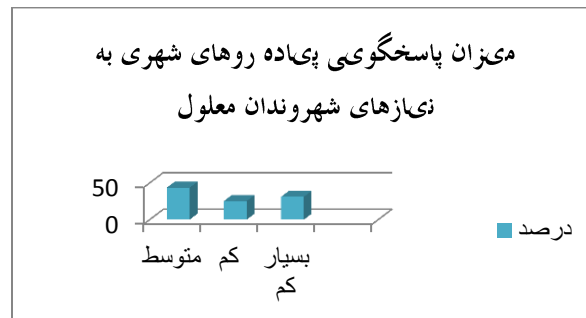 میزان پاسخگویی پیاده روهای شهری به
نیازهای شهروندان معلول
50
0
متوسط
کم
بسیار
کم
درصد